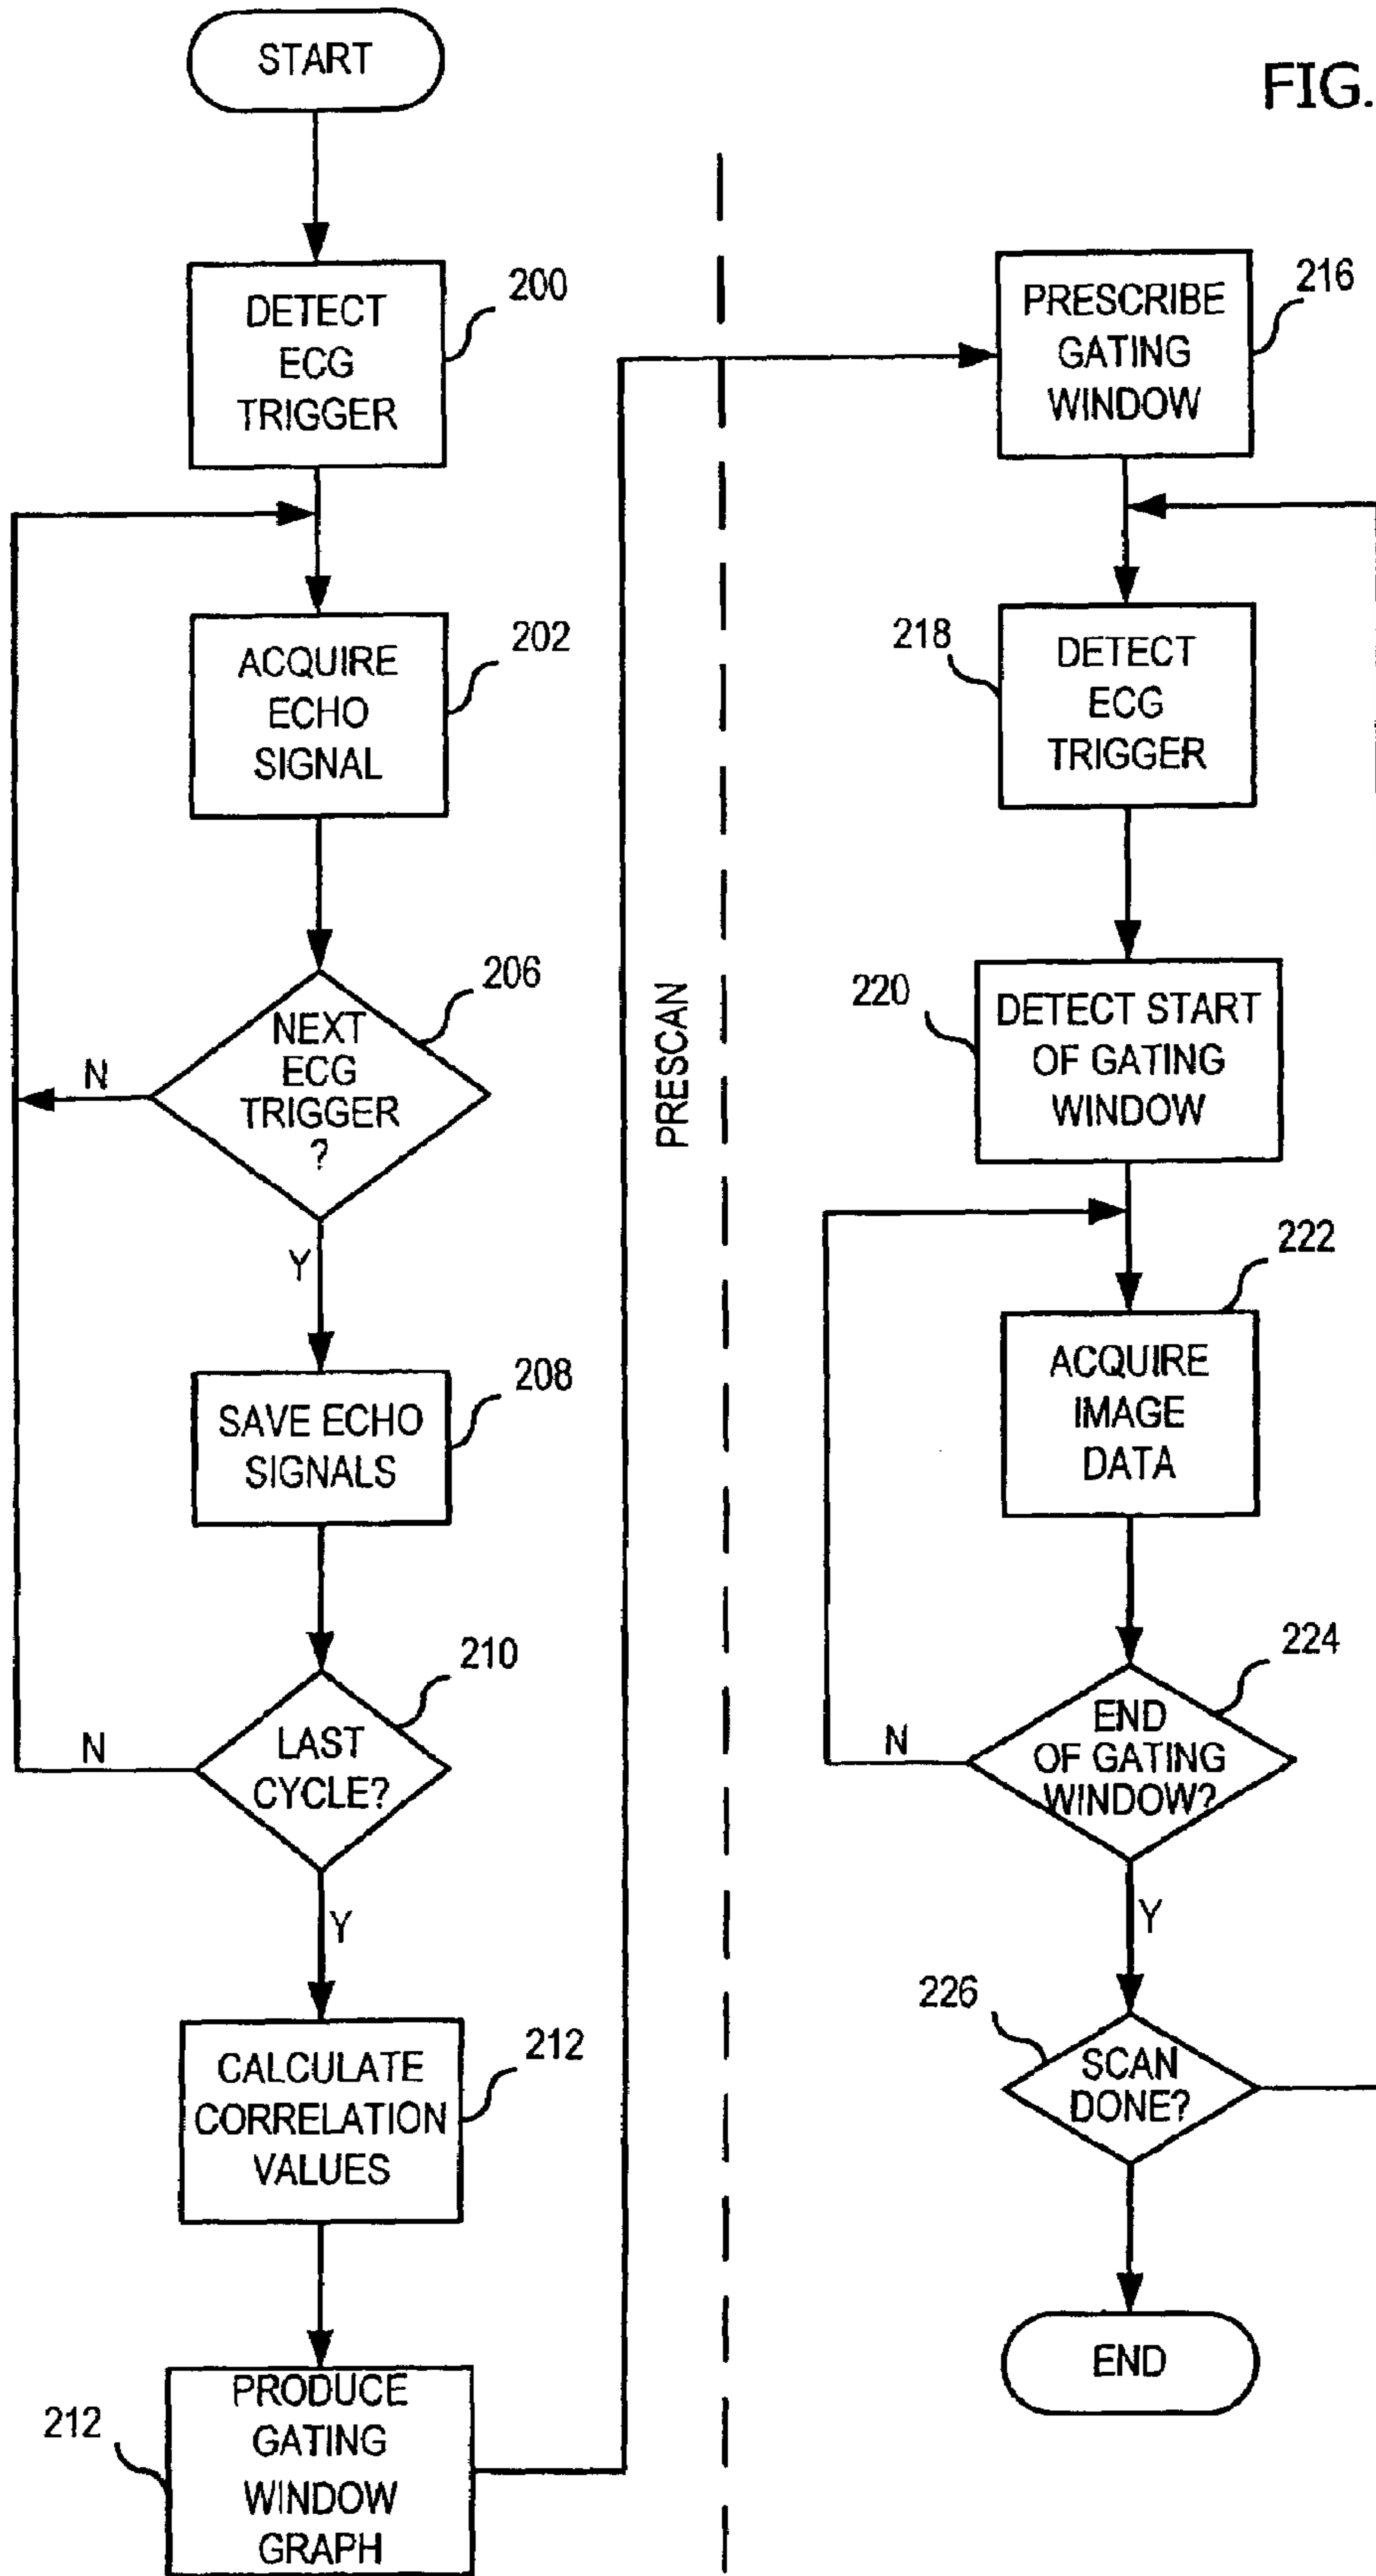 START
FIG.
DETECT
ECG
TRIGGER
200
ACQUIRE
ECHO
SIGNAL
202
NEXT
ECG
TRIGGER
?
206
N
Y
SAVE ECHO
SIGNALS
208
LAST
CYCLE?
210
N
Y
CALCULATE
CORRELATION
VALUES
212
PRODUCE
GATING
WINDOW
GRAPH
212
PRESCAN
PRESCRIBE
GATING
WINDOW
216
DETECT
ECG
TRIGGER
218
DETECT START
OF GATING
WINDOW
220
ACQUIRE
IMAGE
DATA
222
END
OF GATING
WINDOW?
224
N
Y
SCAN
DONE?
226
END